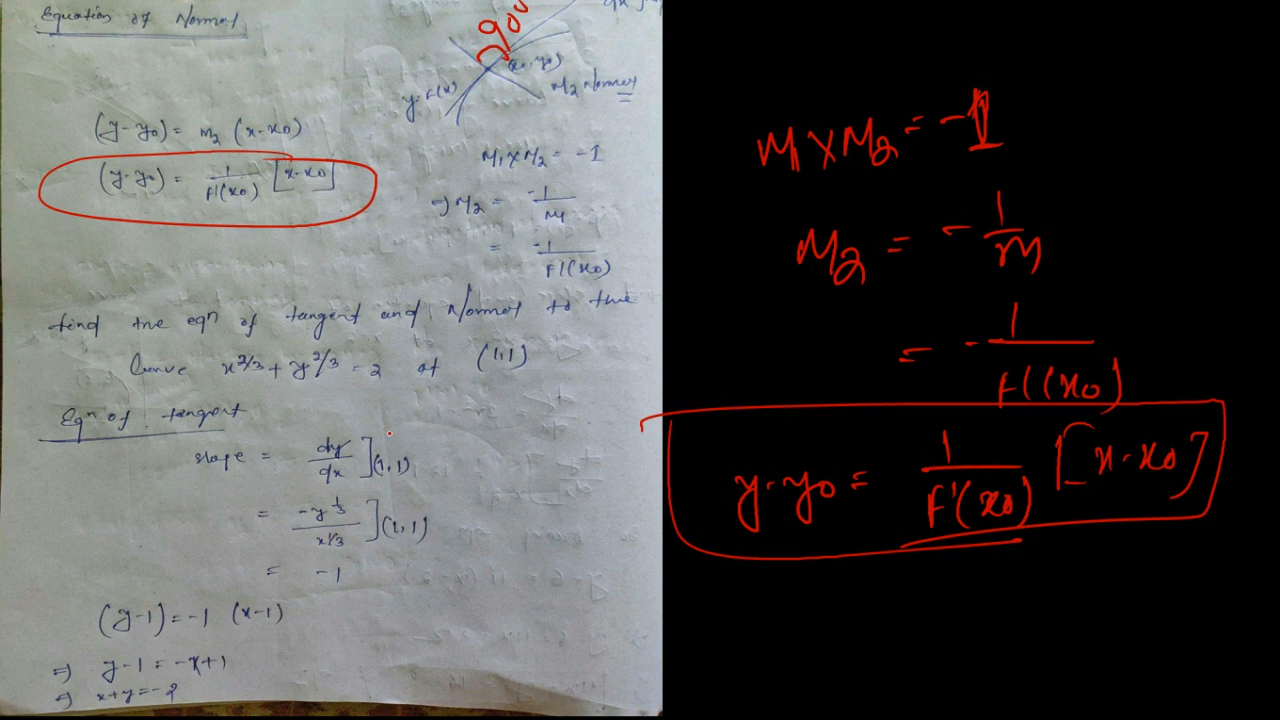 Equation of Normal
900
(x0, y0)
y=f(x)
M2 Normal
(y-y0) = m2 (x-x0)
(y-y0) = 1/F'(x0) [x-x0]
M1 x M2 = -1
=) M2 = -1/M
= -1/F'(x0)
find the eqn of tangent and Normal to the
Curve x^2/3 + y^2/3 = 2 at (1,1)
Eqn of tangent
slope = dy/dx ](1,1)
= -y^1/3 / x^1/3 ](1,1)
= -1
(y-1) = -1 (x-1)
=) y-1 = -x+1
=) x+y = -2
M1 x M2 = -1
M2 = - 1/m
= - 1/F'(x0)
y-y0 = 1/F'(x0) [x-x0]